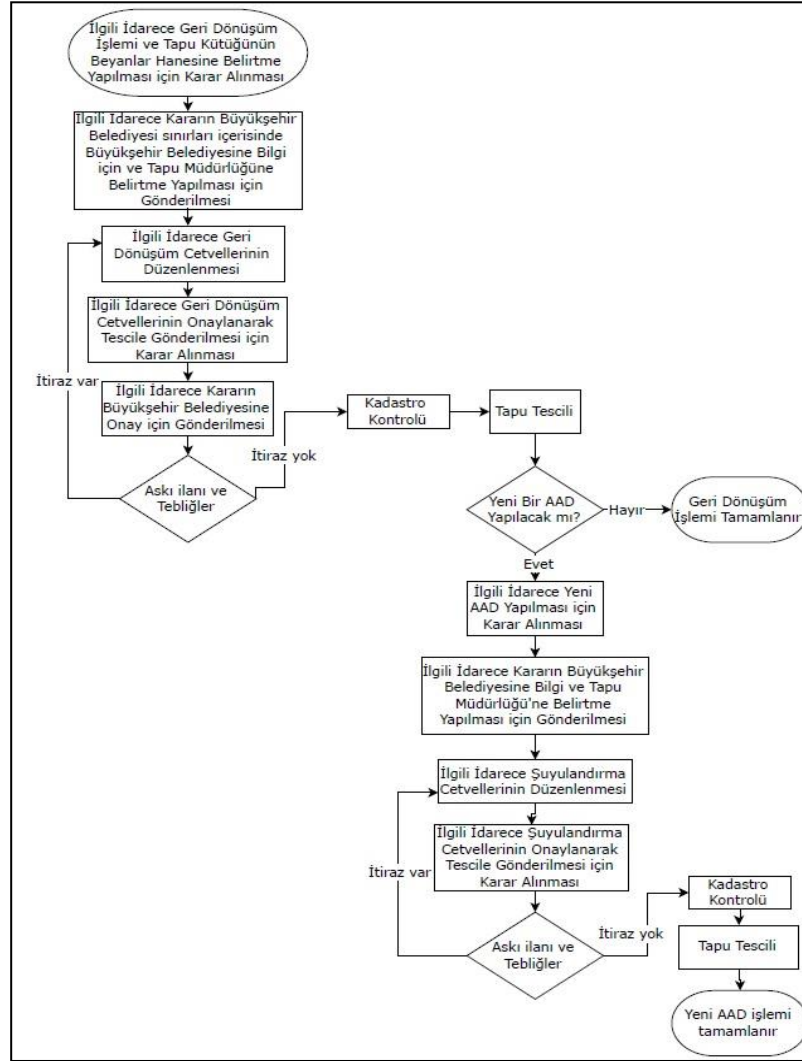 İlgili İdarece Geri Dönüşüm
İşlemi ve Tapu Kütüğünün
Beyanlar Hanesine Belirtme
Yapılması için Karar Alınması
İlgili İdarece Kararın Büyükşehir
Belediyesi sınırları içerisinde
Büyükşehir Belediyesine Bilgi
için ve Tapu Müdürlüğüne
Belirtme Yapılması için
Gönderilmesi
İlgili İdarece Geri
Dönüşüm Cetvellerinin
Düzenlenmesi
İlgili İdarece Geri Dönüşüm
Cetvellerinin Onaylanarak
Tescile Gönderilmesi için
Karar Alınması
İtiraz var
İlgili İdarece Kararın
Büyükşehir Belediyesine
Onay için Gönderilmesi
Askı ilanı ve
Tebliğler
İtiraz yok
Kadastro
Kontrolü
Tapu Tescili
Yeni Bir AAD
Yapılacak mı?
Hayır
Geri Dönüşüm
İşlemi Tamamlanır
Evet
İlgili İdarece Yeni
AAD Yapılması için
Karar Alınması
İlgili İdarece Kararın Büyükşehir
Belediyesine Bilgi ve Tapu
Müdürlüğü'ne Belirtme
Yapılması için Gönderilmesi
İlgili İdarece Şuyulandırma
Cetvellerinin Düzenlenmesi
İlgili İdarece Şuyulandırma
Cetvellerinin Onaylanarak
Tescile Gönderilmesi için
Karar Alınması
İtiraz var
Askı ilanı ve
Tebliğler
İtiraz yok
Kadastro
Kontrolü
Tapu Tescili
Yeni AAD işlemi
tamamlanır